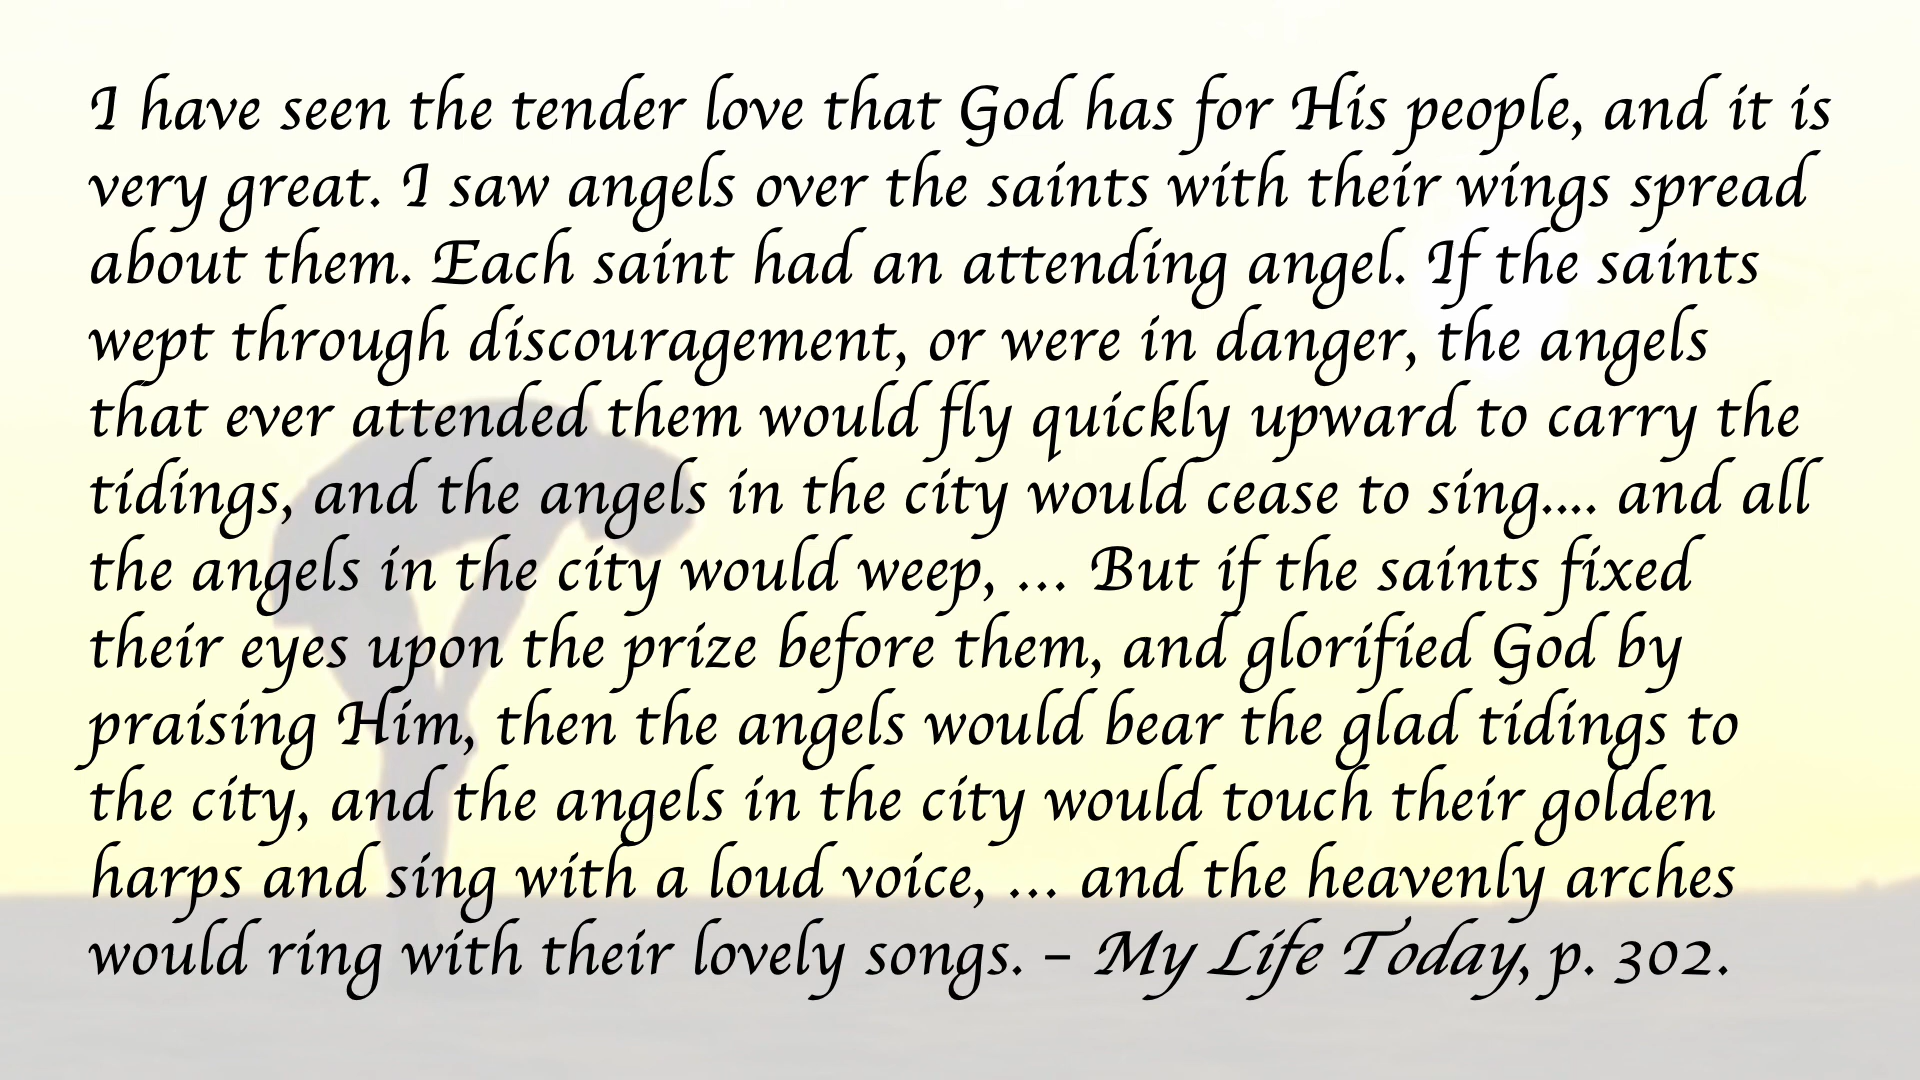 I have seen the tender love that God has for His people, and it is
very great. I saw angels over the saints with their wings spread
about them. Each saint had an attending angel. If the saints
wept through discouragement, or were in danger, the angels
that ever attended them would fly quickly upward to carry the
tidings, and the angels in the city would cease to sing.... and all
the angels in the city would weep, … But if the saints fixed
their eyes upon the prize before them, and glorified God by
praising Him, then the angels would bear the glad tidings to
the city, and the angels in the city would touch their golden
harps and sing with a loud voice, … and the heavenly arches
would ring with their lovely songs. – My Life Today, p. 302.